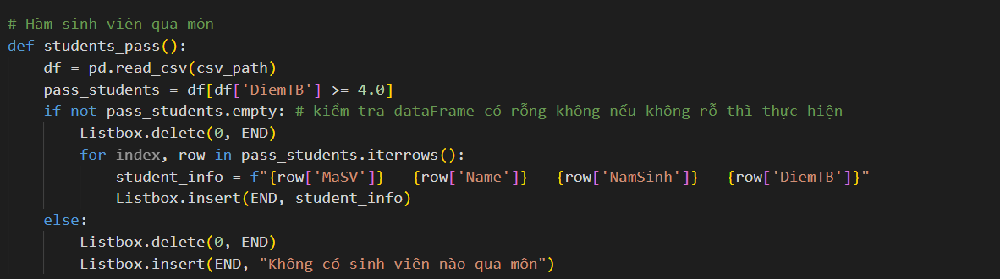 # Hàm sinh viên qua môn
def students_pass():
    df = pd.read_csv(csv_path)
    pass_students = df[df['DiemTB'] >= 4.0]
    if not pass_students.empty: # kiểm tra dataFrame có rỗng không nếu không rỗ thì thực hiện
        Listbox.delete(0, END)
        for index, row in pass_students.iterrows():
            student_info = f"{row['MaSV']} - {row['Name']} - {row['NamSinh']} - {row['DiemTB']}"
            Listbox.insert(END, student_info)
    else:
        Listbox.delete(0, END)
        Listbox.insert(END, "Không có sinh viên nào qua môn")